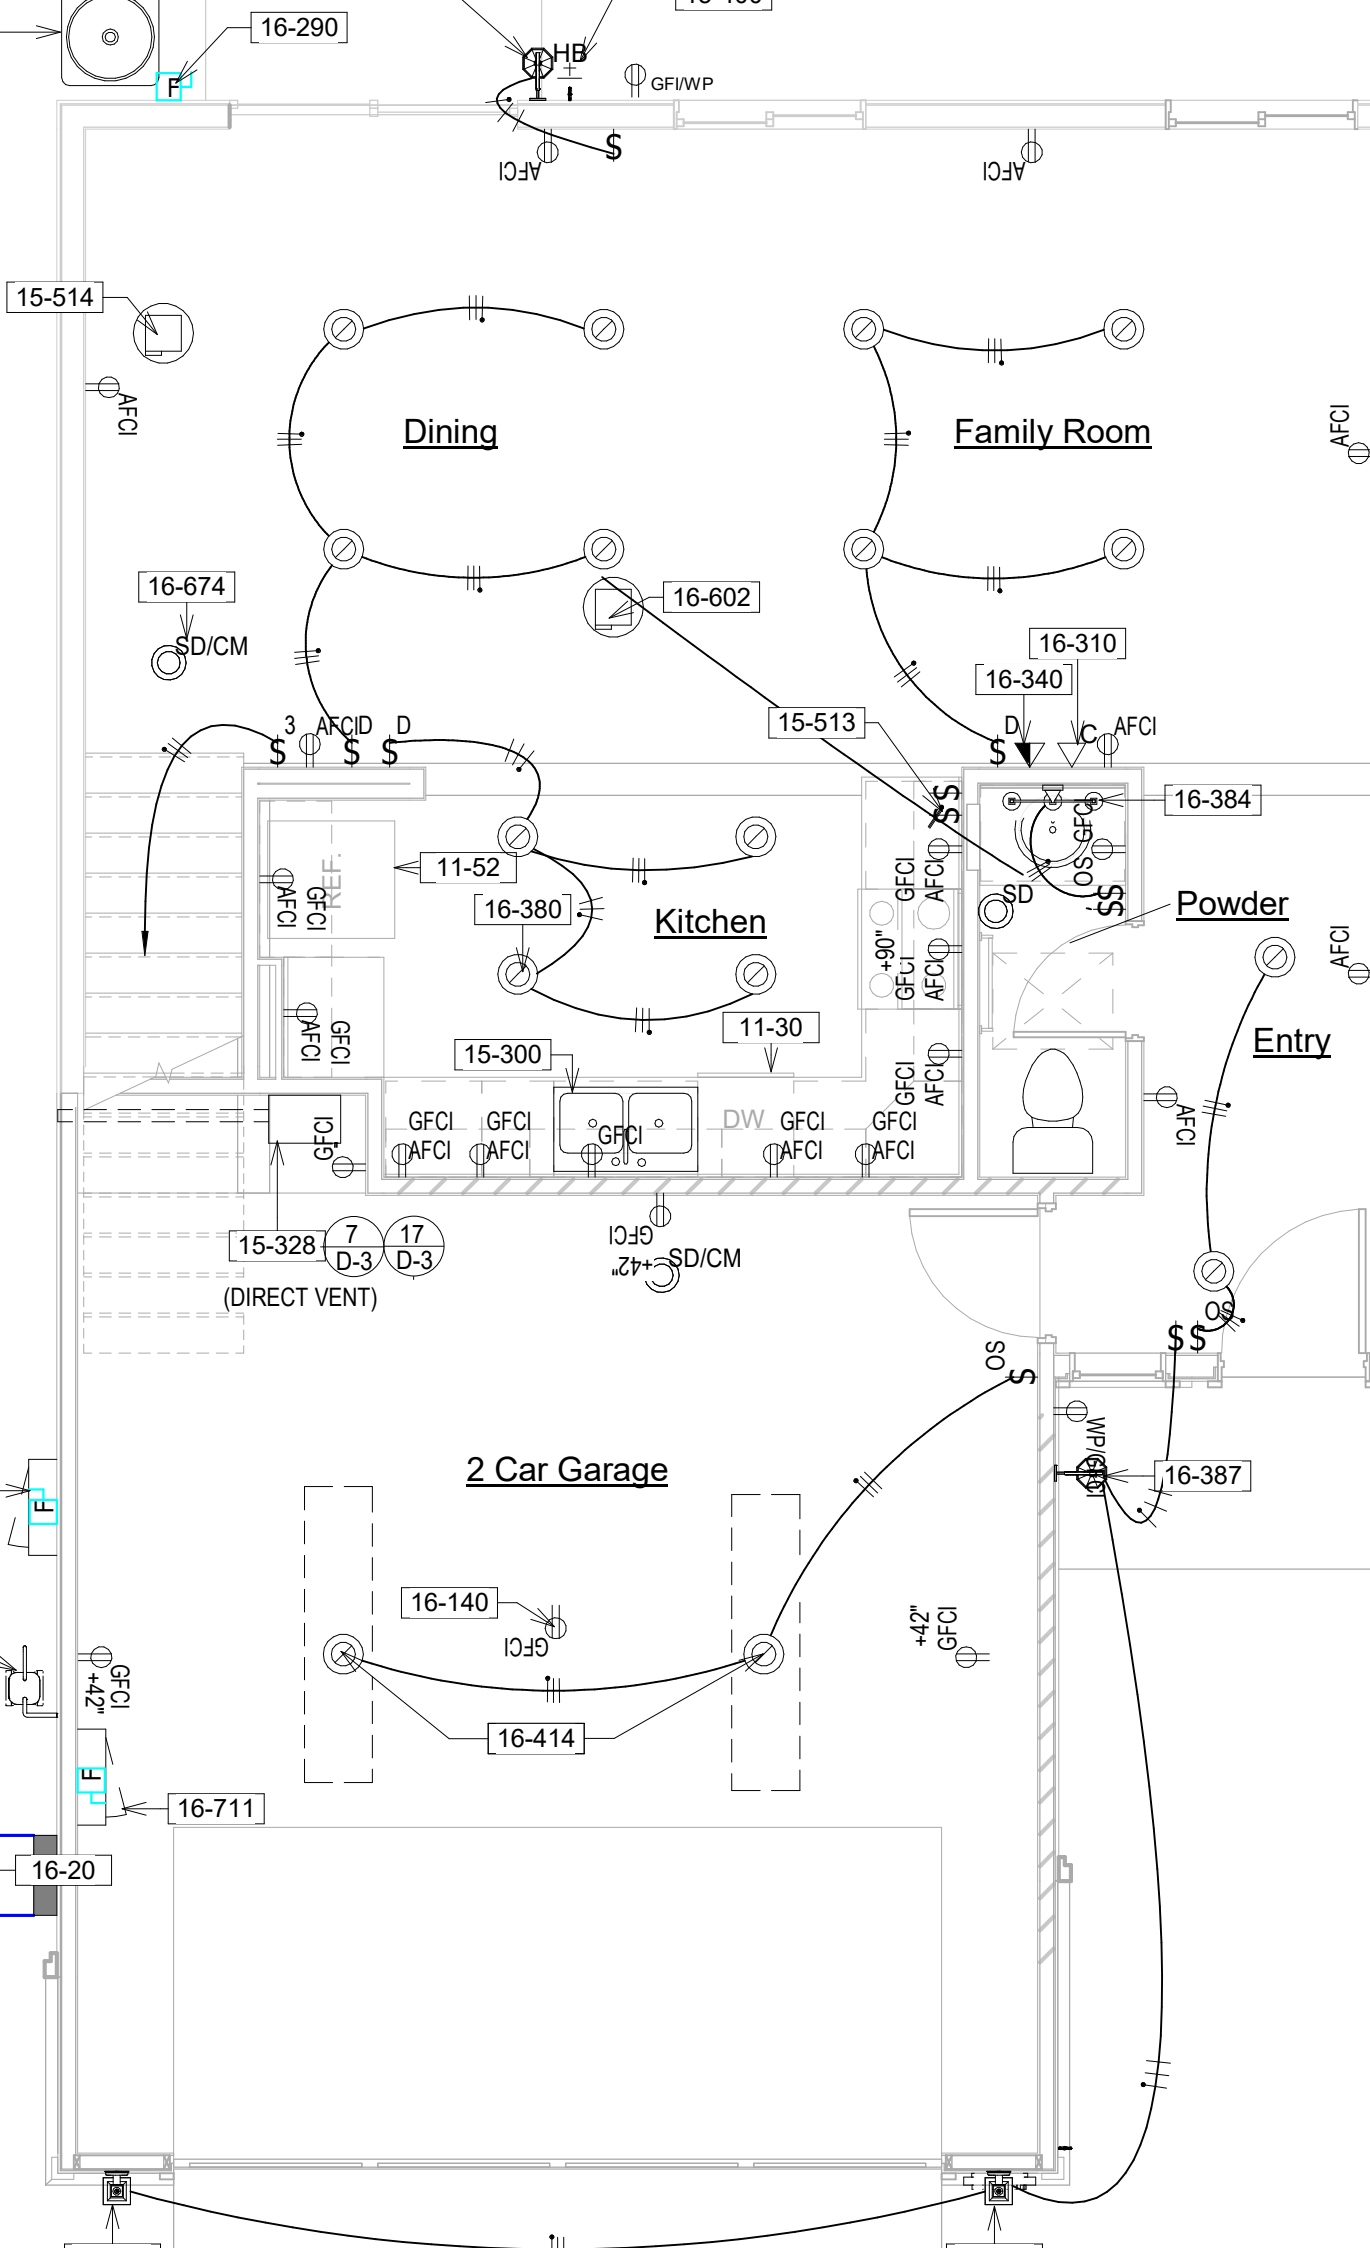 16-290
F
HB
GFI/WP
$
AFCI
AFCI
15-514
AFCI
Dining
Family Room
AFCI
16-674
SD/CM
16-602
16-310
16-340
15-513
3
AFCI
D
D
D
C
AFCI
$
$
$
$
16-384
$
$
GFCI
OS
11-52
REF.
GFCI
AFCI
GFCI
AFCI
SD
$
$
16-380
Kitchen
Powder
+90"
GFCI
AFCI
AFCI
11-30
GFCI
AFCI
15-300
Entry
GFCI
AFCI
DW
GFCI
AFCI
GFCI
AFCI
GFCI
GFCI
AFCI
GFCI
AFCI
GFCI
AFCI
15-328
7
D-3
17
D-3
(DIRECT VENT)
GFCI
+42"
SD/CM
OS
$$
OS
$
WP/GFCI
2 Car Garage
16-387
F
16-140
GFCI
+42"
GFCI
GFCI
+42"
16-414
F
16-711
16-20